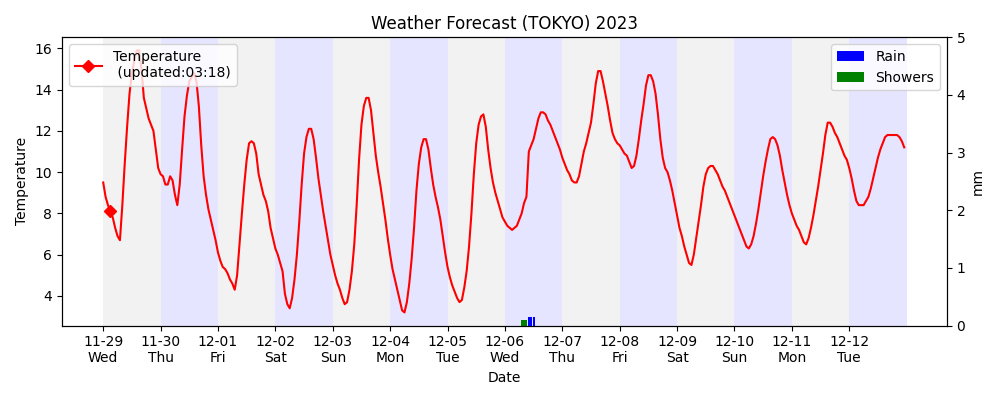 Weather Forecast (TOKYO) 2023
Temperature
(updated:03:18)
Rain
Showers
Temperature
16
14
12
10
8
6
4
5
4
3
2
1
0
mm
11-29 11-30 12-01 12-02 12-03 12-04 12-05 12-06 12-07 12-08 12-09 12-10 12-11 12-12
Wed Thu Fri Sat Sun Mon Tue Wed Thu Fri Sat Sun Mon Tue
Date